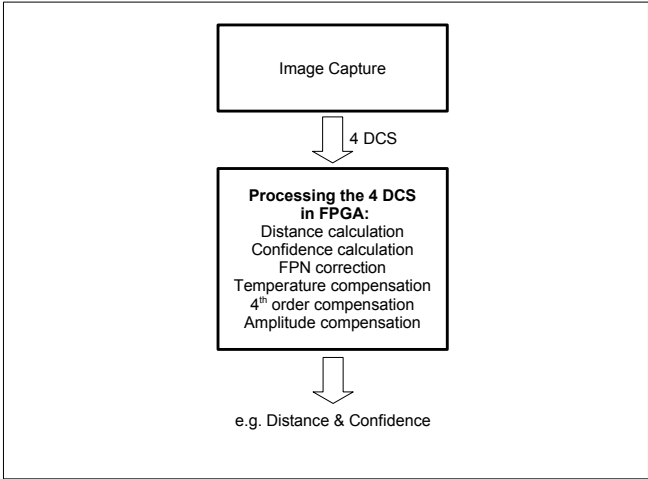 Image Capture
4 DCS
Processing the 4 DCS
in FPGA:
Distance calculation
Confidence calculation
FPN correction
Temperature compensation
4th order compensation
Amplitude compensation
e.g. Distance & Confidence